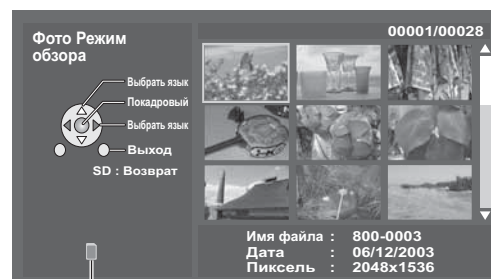 Фото Режим
обзора
00001/00028
Выбрать язык
Покадровый
Выбрать язык
Выход
SD : Возврат
Имя файла : 800-0003
Дата : 06/12/2003
Пиксель : 2048x1536